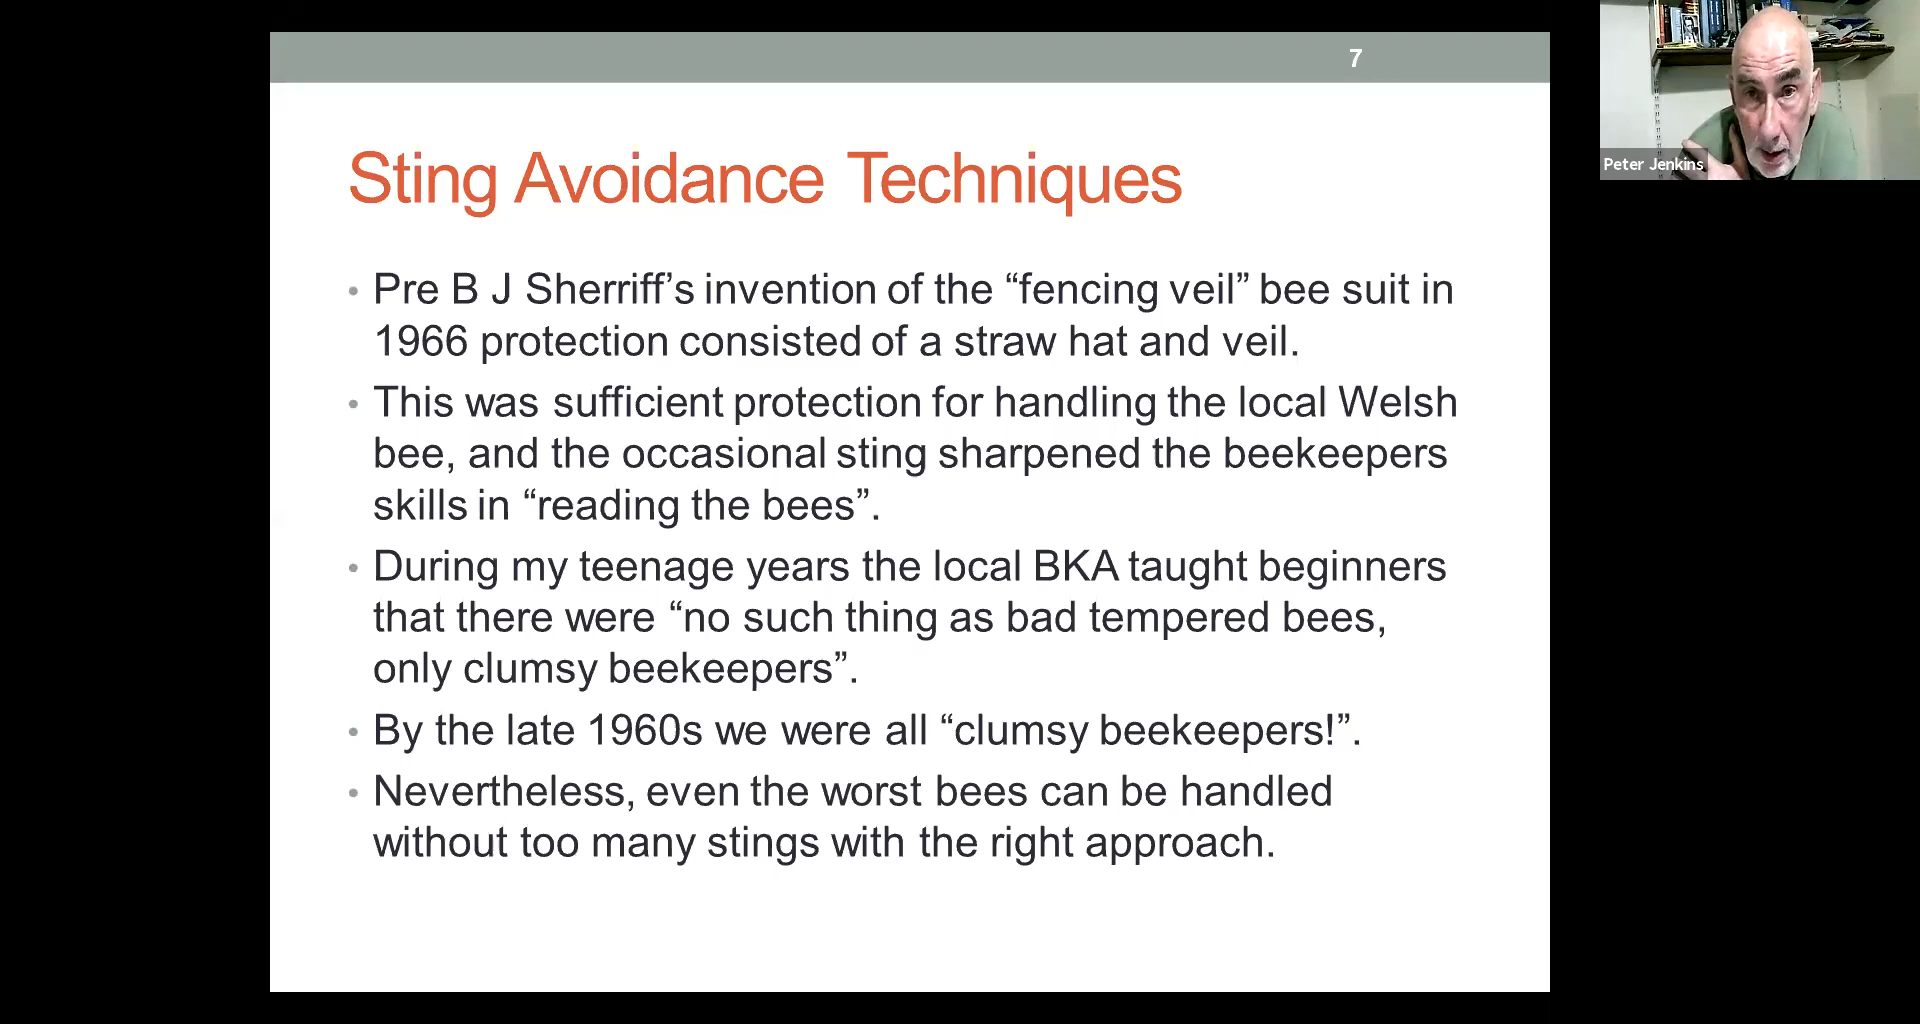 7
Peter Jenkins
Sting Avoidance Techniques
• Pre B J Sherriff’s invention of the “fencing veil” bee suit in
1966 protection consisted of a straw hat and veil.
• This was sufficient protection for handling the local Welsh
bee, and the occasional sting sharpened the beekeepers
skills in “reading the bees”.
• During my teenage years the local BKA taught beginners
that there were “no such thing as bad tempered bees,
only clumsy beekeepers”.
• By the late 1960s we were all “clumsy beekeepers!”.
• Nevertheless, even the worst bees can be handled
without too many stings with the right approach.